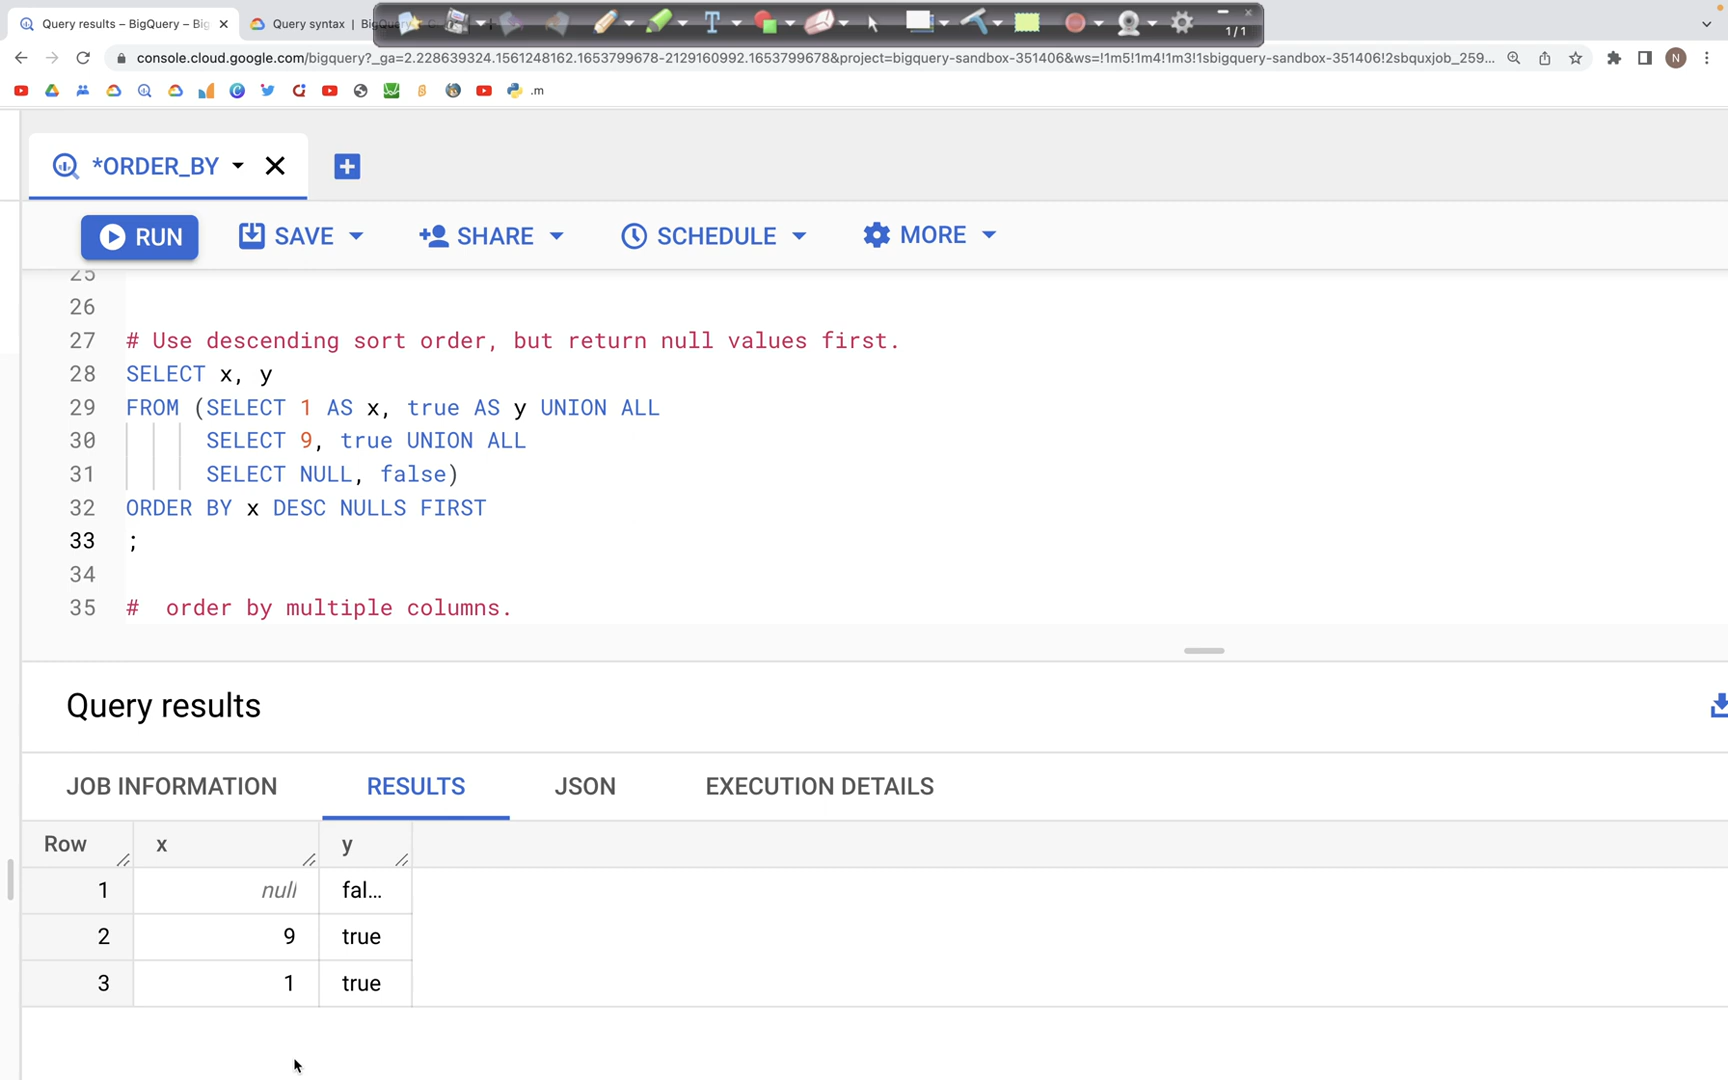 Query results – BigQuery – Big
Query syntax | BigQuery
1/1
console.cloud.google.com/bigquery?_ga=2.228639324.1561248162.1653799678-2129160992.1653799678&project=bigquery-sandbox-351406&ws=!1m5!1m4!1m3!1sbigquery-sandbox-351406!2sbquxjob_259...
N
.m
*ORDER_BY
RUN
SAVE
SHARE
SCHEDULE
MORE
25
26
27 # Use descending sort order, but return null values first.
28 SELECT x, y
29 FROM (SELECT 1 AS x, true AS y UNION ALL
30 SELECT 9, true UNION ALL
31 SELECT NULL, false)
32 ORDER BY x DESC NULLS FIRST
33 ;
34
35 #  order by multiple columns.
Query results
JOB INFORMATION RESULTS JSON EXECUTION DETAILS
Row x y
1 null fal...
2 9 true
3 1 true